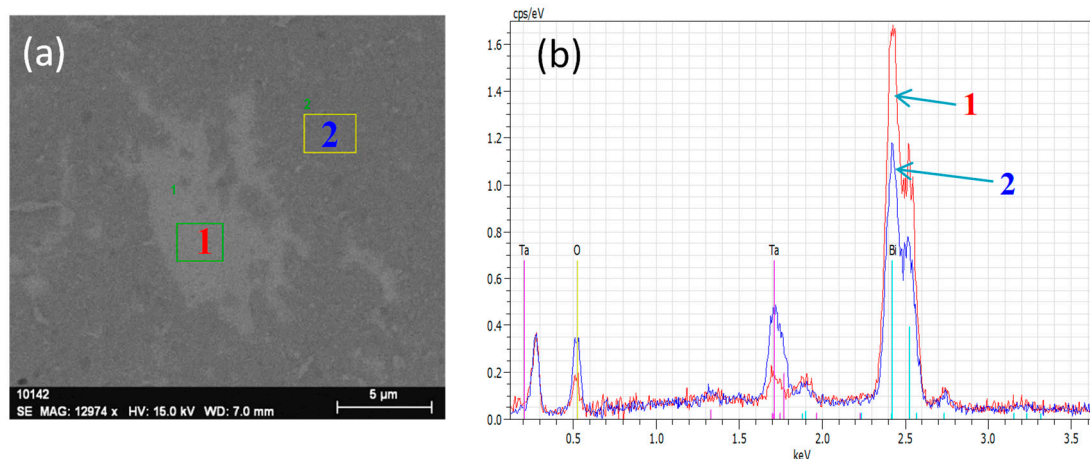 (a)
2
2
1
1
10142
5 µm
SE MAG: 12974 x HV: 15.0 kV WD: 7.0 mm
cps/eV
(b)
1.6
1.4
1.2
1.0
0.8
0.6
0.4
0.2
0.0
1
2
Ta O Ta Bi
0.5 1.0 1.5 2.0 2.5 3.0 3.5
keV